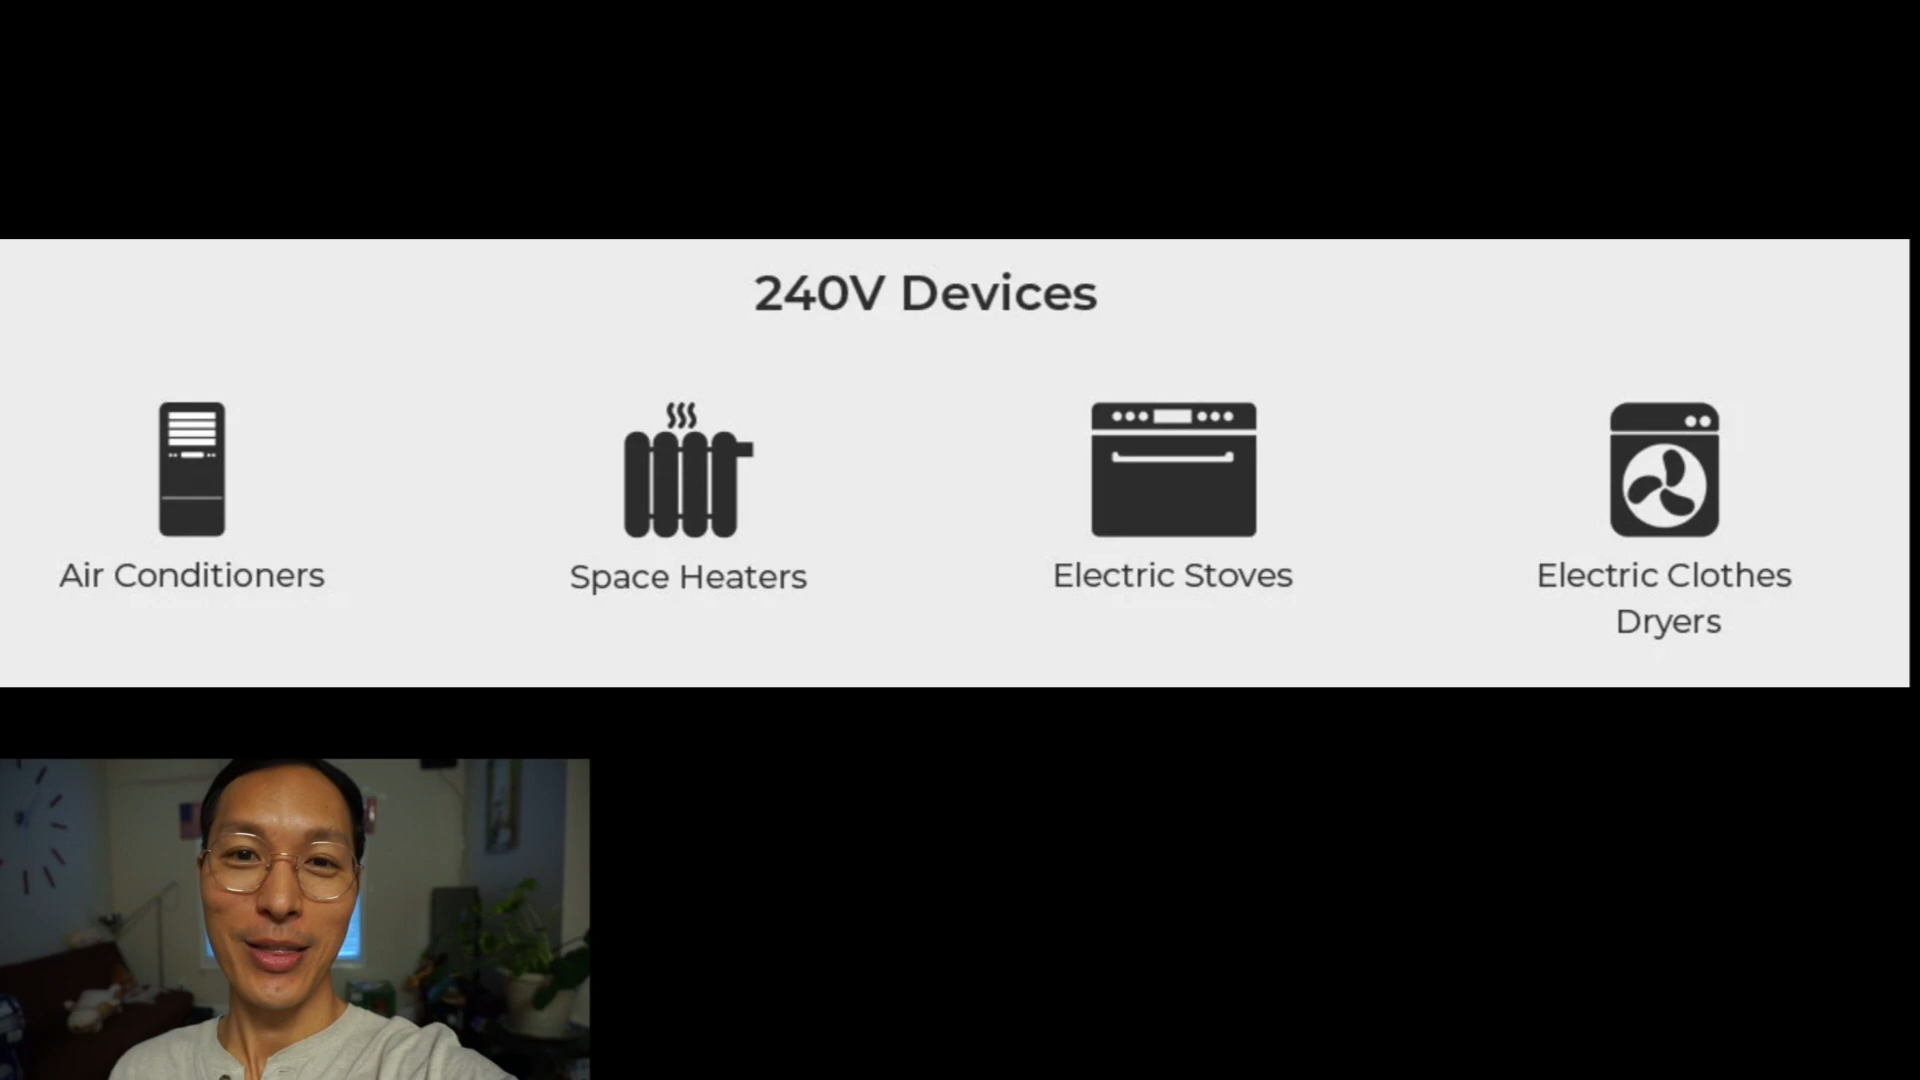 240V Devices
Air Conditioners
Space Heaters
Electric Stoves
Electric Clothes
Dryers